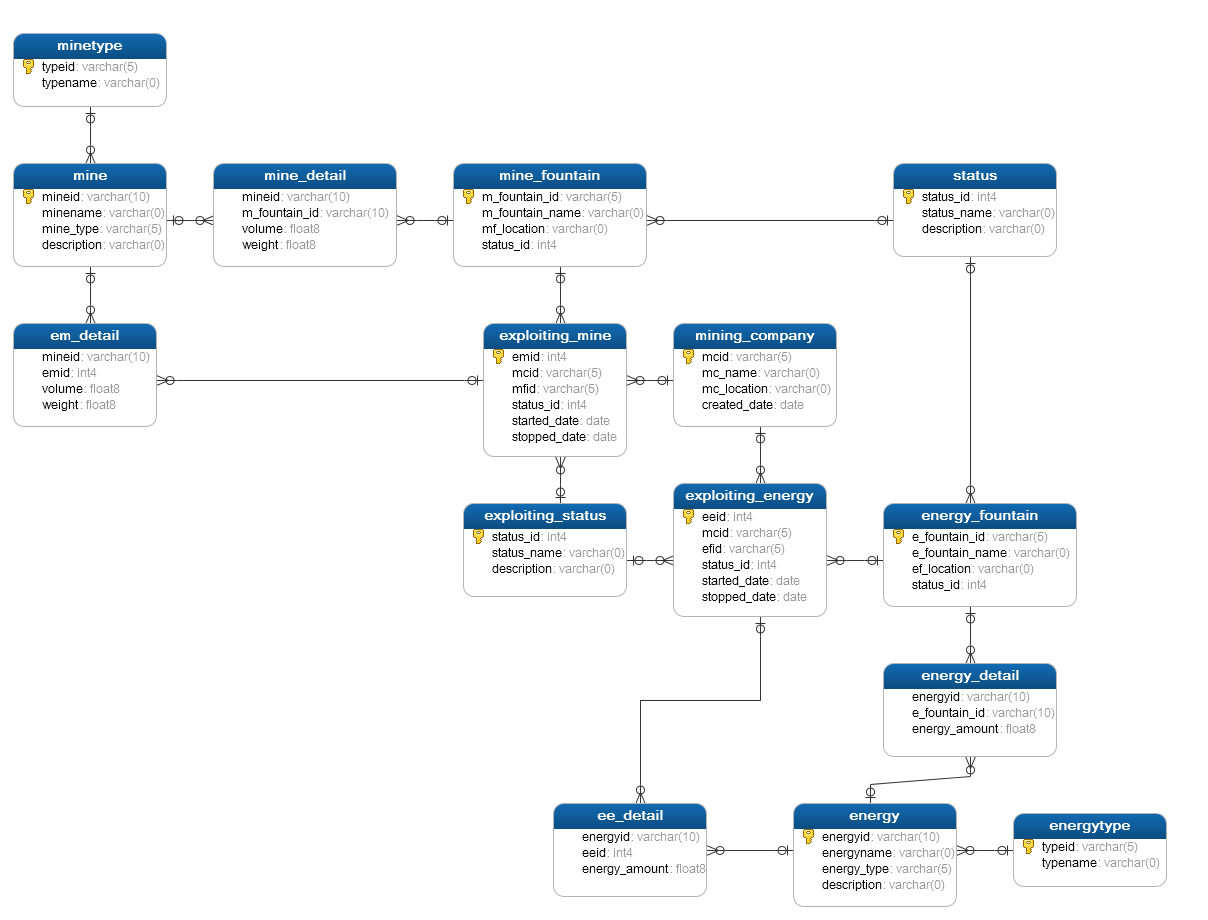 minetype
typeid: varchar(5)
typename: varchar(0)
mine
mineid: varchar(10)
minename: varchar(0)
mine_type: varchar(5)
description: varchar(0)
mine_detail
mineid: varchar(10)
m_fountain_id: varchar(10)
volume: float8
weight: float8
mine_fountain
m_fountain_id: varchar(5)
m_fountain_name: varchar(0)
mf_location: varchar(0)
status_id: int4
status
status_id: int4
status_name: varchar(0)
description: varchar(0)
em_detail
mineid: varchar(10)
emid: int4
volume: float8
weight: float8
exploiting_mine
emid: int4
mcid: varchar(5)
mfid: varchar(5)
status_id: int4
started_date: date
stopped_date: date
mining_company
mcid: varchar(5)
mc_name: varchar(0)
mc_location: varchar(0)
created_date: date
exploiting_status
status_id: int4
status_name: varchar(0)
description: varchar(0)
exploiting_energy
eeid: int4
mcid: varchar(5)
efid: varchar(5)
status_id: int4
started_date: date
stopped_date: date
energy_fountain
e_fountain_id: varchar(5)
e_fountain_name: varchar(0)
ef_location: varchar(0)
status_id: int4
energy_detail
energyid: varchar(10)
e_fountain_id: varchar(10)
energy_amount: float8
ee_detail
energyid: varchar(10)
eeid: int4
energy_amount: float8
energy
energyid: varchar(10)
energyname: varchar(0)
energy_type: varchar(5)
description: varchar(0)
energytype
typeid: varchar(5)
typename: varchar(0)